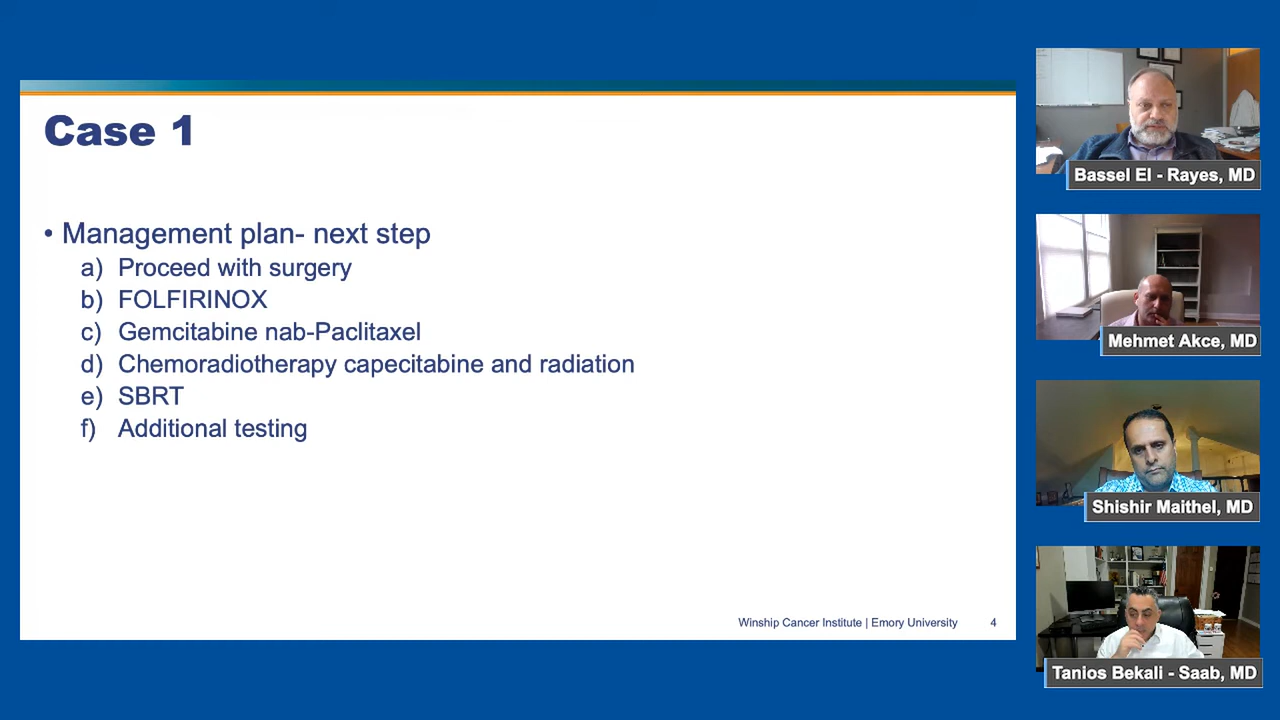 Case 1
• Management plan- next step
a) Proceed with surgery
b) FOLFIRINOX
c) Gemcitabine nab-Paclitaxel
d) Chemoradiotherapy capecitabine and radiation
e) SBRT
f) Additional testing
Winship Cancer Institute | Emory University 4
Bassel El - Rayes, MD
Mehmet Akce, MD
Shishir Maithel, MD
Tanios Bekali - Saab, MD